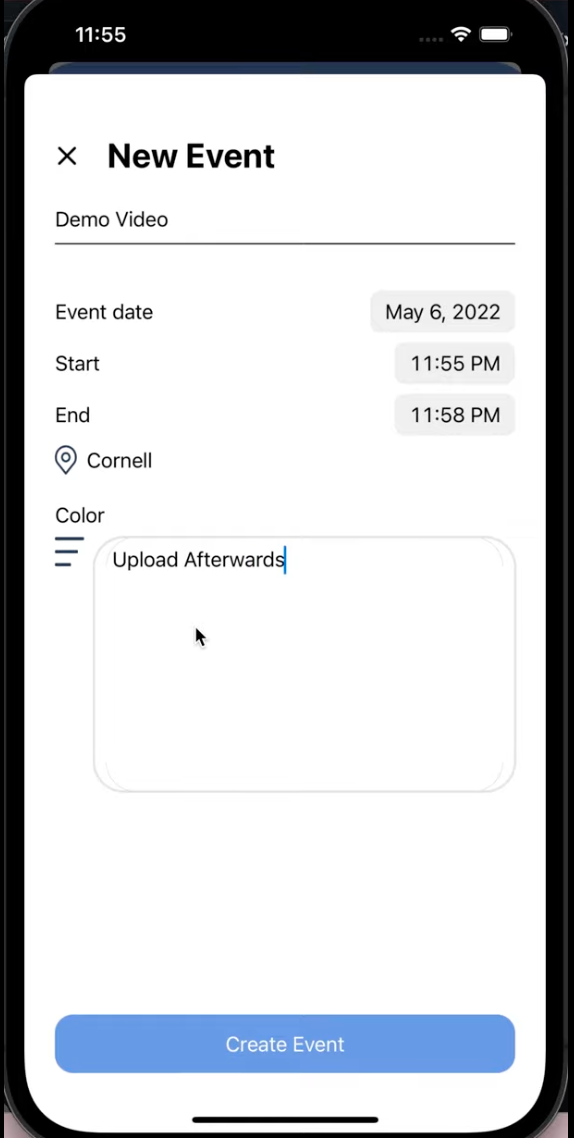 11:55
New Event
Demo Video
Event date May 6, 2022
Start 11:55 PM
End 11:58 PM
Cornell
Color
Upload Afterwards
Create Event